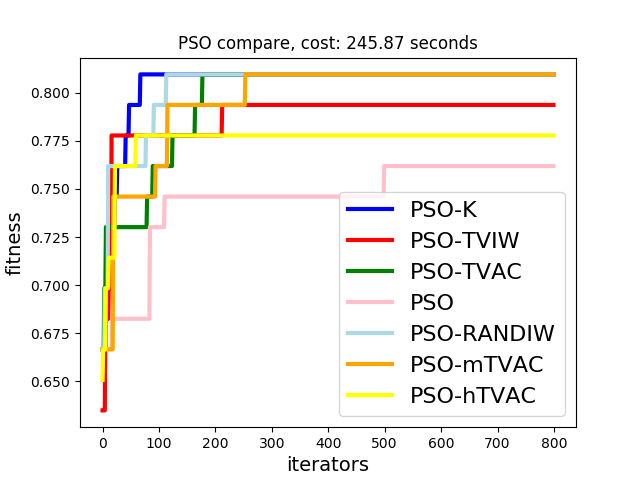 PSO compare, cost: 245.87 seconds
fitness
0.800
0.775
0.750
0.725
0.700
0.675
0.650
PSO-K
PSO-TVIW
PSO-TVAC
PSO
PSO-RANDIW
PSO-mTVAC
PSO-hTVAC
0 100 200 300 400 500 600 700 800
iterators